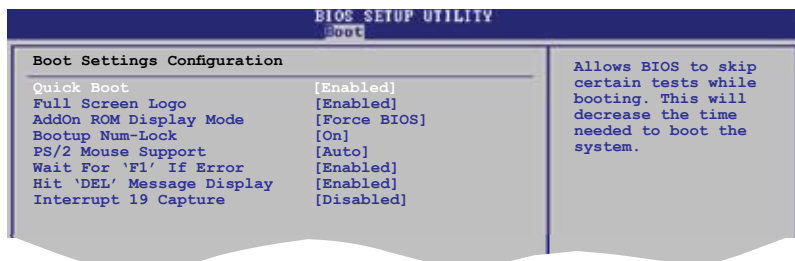 BIOS SETUP UTILITY
Boot
Boot Settings Configuration
Quick Boot [Enabled]
Full Screen Logo [Enabled]
AddOn ROM Display Mode [Force BIOS]
Bootup Num-Lock [On]
PS/2 Mouse Support [Auto]
Wait For ‘F1’ If Error [Enabled]
Hit ‘DEL’ Message Display [Enabled]
Interrupt 19 Capture [Disabled]
Allows BIOS to skip
certain tests while
booting. This will
decrease the time
needed to boot the
system.